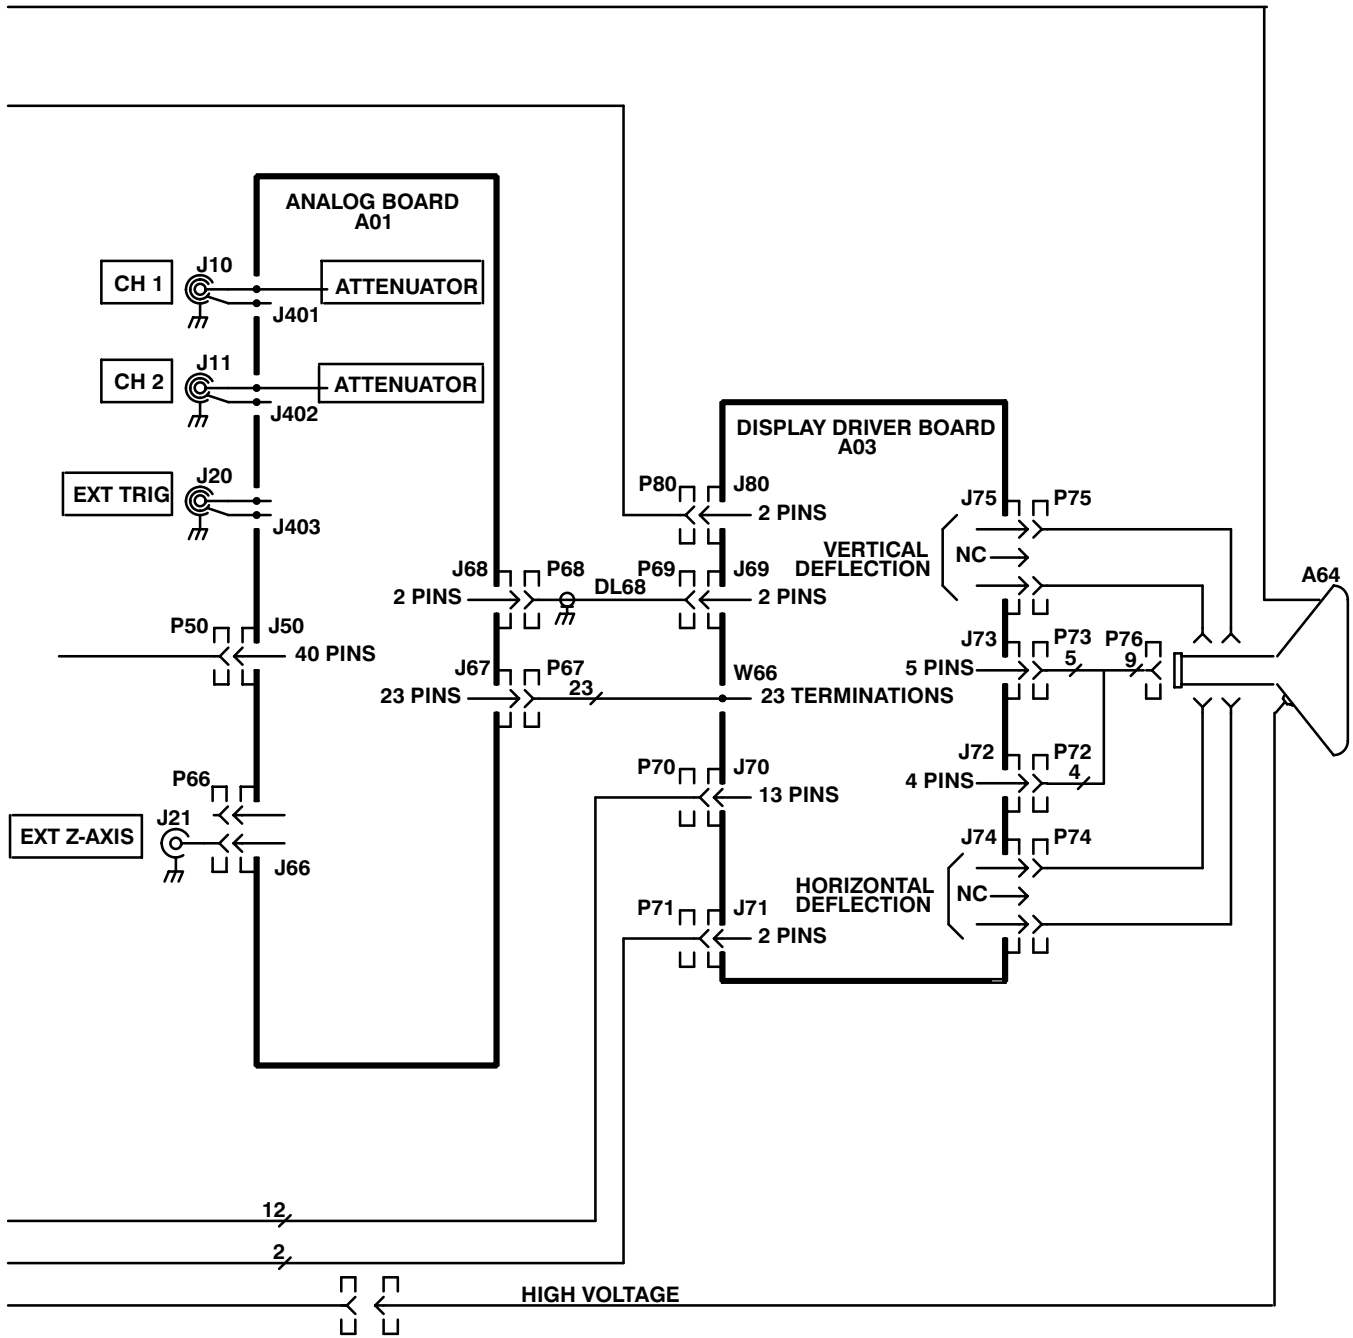 ANALOG BOARD
A01
CH 1
J10
ATTENUATOR
J401
CH 2
J11
ATTENUATOR
J402
EXT TRIG
J20
J403
J68
P68
2 PINS
DL68
P50
J50
40 PINS
J67
P67
23 PINS
23
P66
J21
EXT Z-AXIS
J66
DISPLAY DRIVER BOARD
A03
P80
J80
2 PINS
P69
J69
2 PINS
W66
23 TERMINATIONS
P70
J70
13 PINS
P71
J71
2 PINS
J75
P75
VERTICAL
DEFLECTION
NC
J73
P73
5 PINS
5
P76
9
A64
J72
P72
4 PINS
4
J74
P74
HORIZONTAL
DEFLECTION
NC
12
2
HIGH VOLTAGE